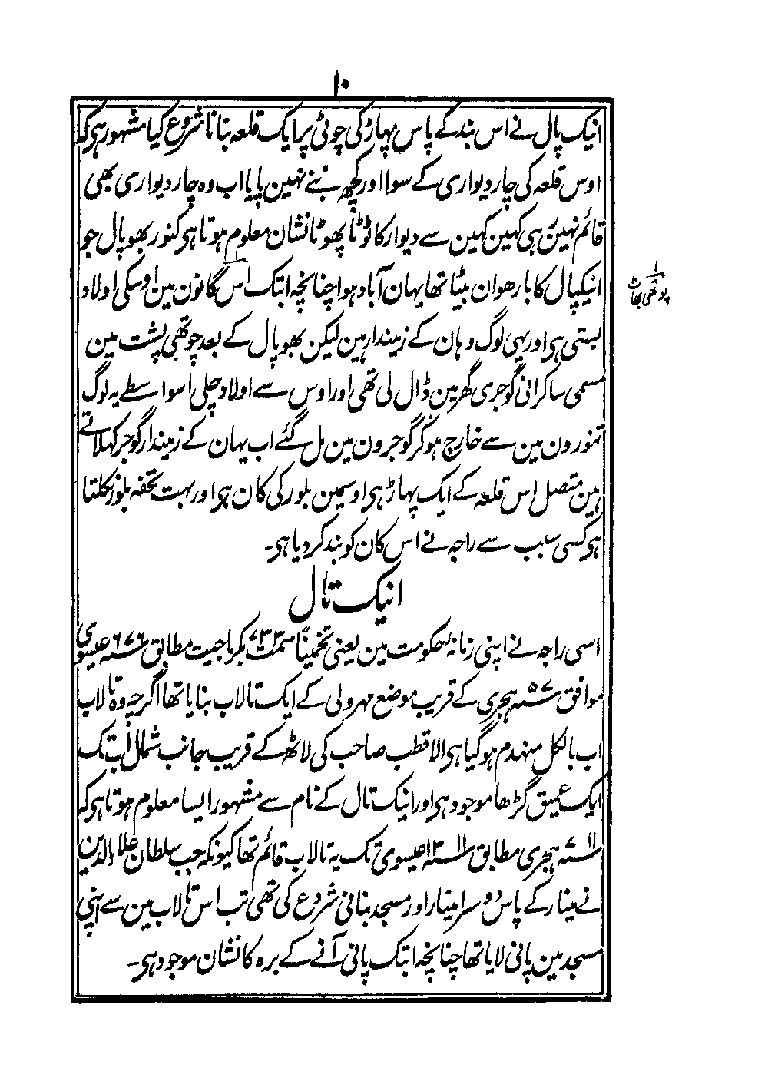 ۱۰
انیک پال نے اس بند کے پاس پہاڑ کی چوٹی پر ایک قلعہ بنانا شروع کیا مشہور ہی کہ
اوس قلعہ کی چار دیواری کے سوا اور کچھ بننے نہین پایا اب وہ چار دیواری بھی
قائم نہین رہی کہین کہین سے دیوار کا ٹوٹا پھوٹا نشان معلوم ہوتا ہی کنور بھوپال جو
انیکپال کا بارھوان بیٹا تھا یہان آباد ہوا چنانچہ ابتک اس گانون مین اوسکی اولاد
بستی ہی اور یہی لوگ وہان کے زمیندار ہین لیکن بھوپال کے بعد چوتھی پشت مین
مسمی ساکرانی گوجری گھر مین ڈال لی تھی اور اوس سے اولاد چلی اسواسطے یہ لوگ
تنورون مین سے خارج ہوکر گوجرون مین مل گئے اب یہان کے زمیندار گوجر کہلاتے
ہین متصل اس قلعہ کے ایک پہاڑ ہی اوسمین بلور کی کان ہی اور بہت تحفہ بلور نکلتا
ہی کسی سبب سے راجہ نے اس کان کو بند کر دیا ہی۔
انیک تال
اسی راجہ نے اپنی زمانۂ حکومت مین یعنی تخمیناً سمت ۷۳۳ بکرماجیت مطابق ۶۷۶ عیسوی
موافق ۵۷ ہجری کے قریب موضع مہرولی کے ایک تالاب بنایا تھا اگرچہ وہ تالاب
اب بالکل منہدم ہوگیا ہی الا قطب صاحب کی لاٹھ کے قریب جانب شمال ابتک
ایک عمیق گڑھا موجود ہی اور انیک تال کے نام سے مشہور ایسا معلوم ہوتا ہی کہ
۷۱۱ ہجری مطابق ۱۳۱۱ عیسوی تک یہ تالاب قائم تھا کیونکہ جب سلطان علاء الدین
نے مینار کے پاس دوسرا مینار اور مسجد بنانی شروع کی تھی تب اس تالاب مین سے اپنی
مسجد مین پانی لایا تھا چنانچہ ابتک پانی آنے کے برہ کا نشان موجود ہی۔